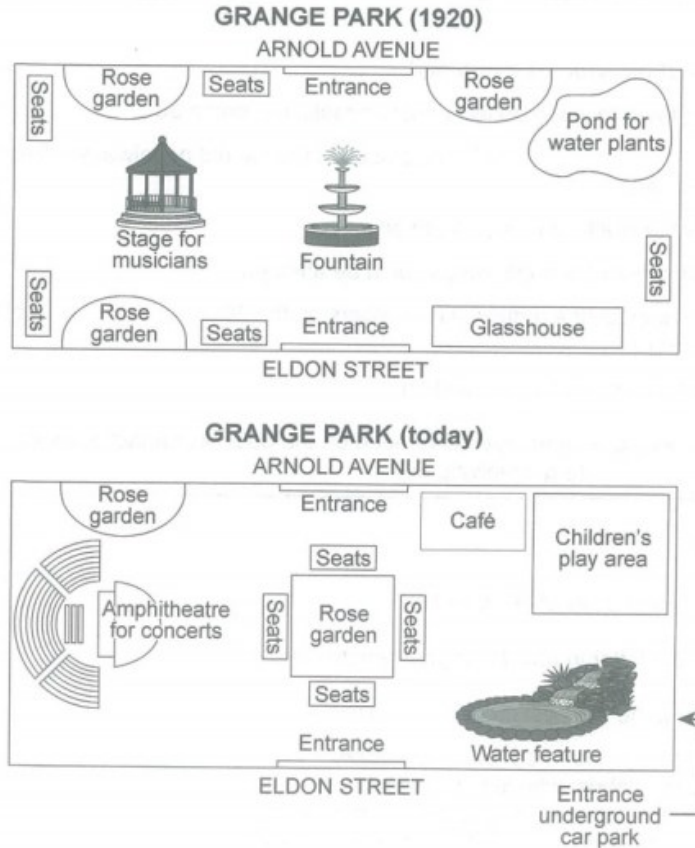 GRANGE PARK (1920)
ARNOLD AVENUE
Seats
Rose
garden
Seats
Entrance
Rose
garden
Pond for
water plants
Stage for
musicians
Fountain
Seats
Seats
Rose
garden
Seats
Entrance
Glasshouse
ELDON STREET
GRANGE PARK (today)
ARNOLD AVENUE
Rose
garden
Entrance
Café
Children's
play area
Seats
Amphitheatre
for concerts
Seats
Rose
garden
Seats
Seats
Entrance
Water feature
ELDON STREET
Entrance
underground
car park